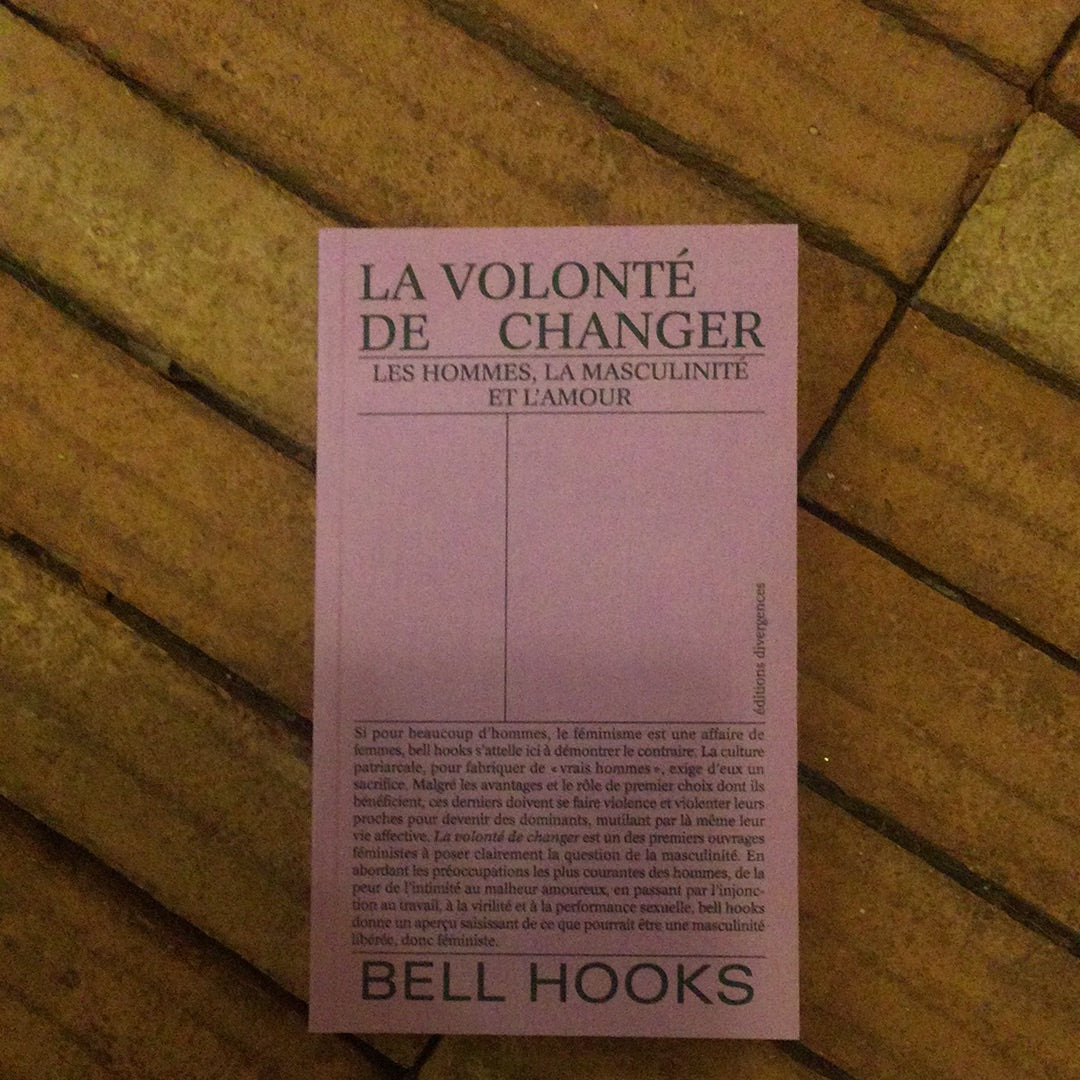 LA VOLONTÉ
DE CHANGER
LES HOMMES, LA MASCULINITÉ
ET L'AMOUR
éditions divergences
Si pour beaucoup d'hommes, le féminisme est une affaire de
femmes, bell hooks s'attelle ici à démontrer le contraire. La culture
patriarcale, pour fabriquer de « vrais hommes », exige d'eux un
sacrifice. Malgré les avantages et le rôle de premier choix dont ils
bénéficient, ces derniers doivent se faire violence et violenter leurs
proches pour devenir des dominants, mutilant par là même leur
vie affective. La volonté de changer est un des premiers ouvrages
féministes à poser clairement la question de la masculinité. En
abordant les préoccupations les plus courantes des hommes, de la
peur de l'intimité au malheur amoureux, en passant par l'injonc-
tion au travail, à la virilité et à la performance sexuelle, bell hooks
donne un aperçu saisissant de ce que pourrait être une masculinité
libérée, donc féministe.
BELL HOOKS